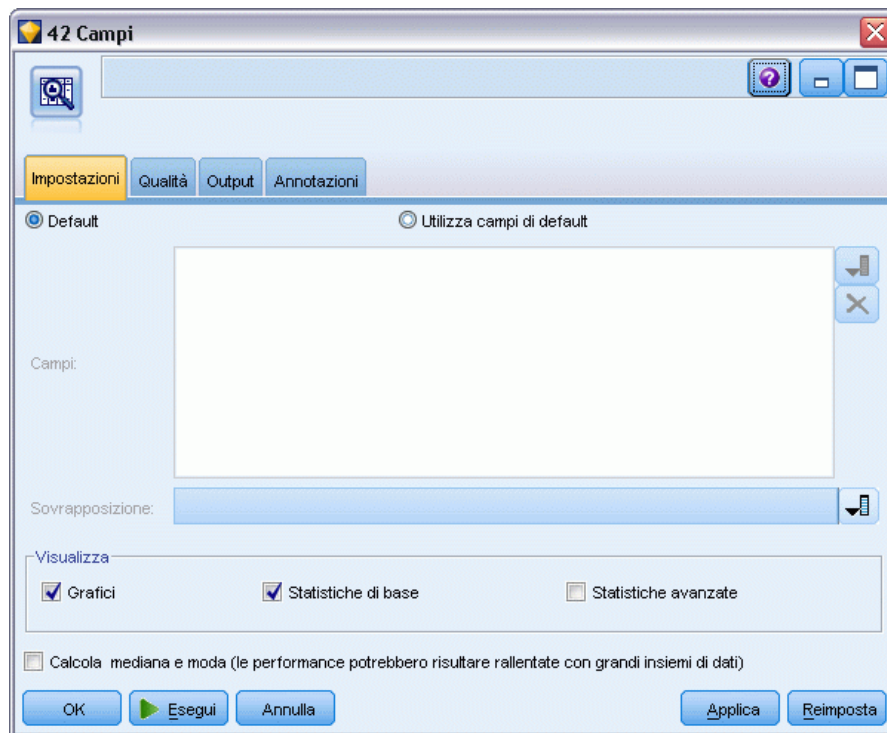 42 Campi
Impostazioni Qualità Output Annotazioni
Default Utilizza campi di default
Campi:
Sovrapposizione:
Visualizza
Grafici Statistiche di base Statistiche avanzate
Calcola mediana e moda (le performance potrebbero risultare rallentate con grandi insiemi di dati)
OK Esegui Annulla Applica Reimposta